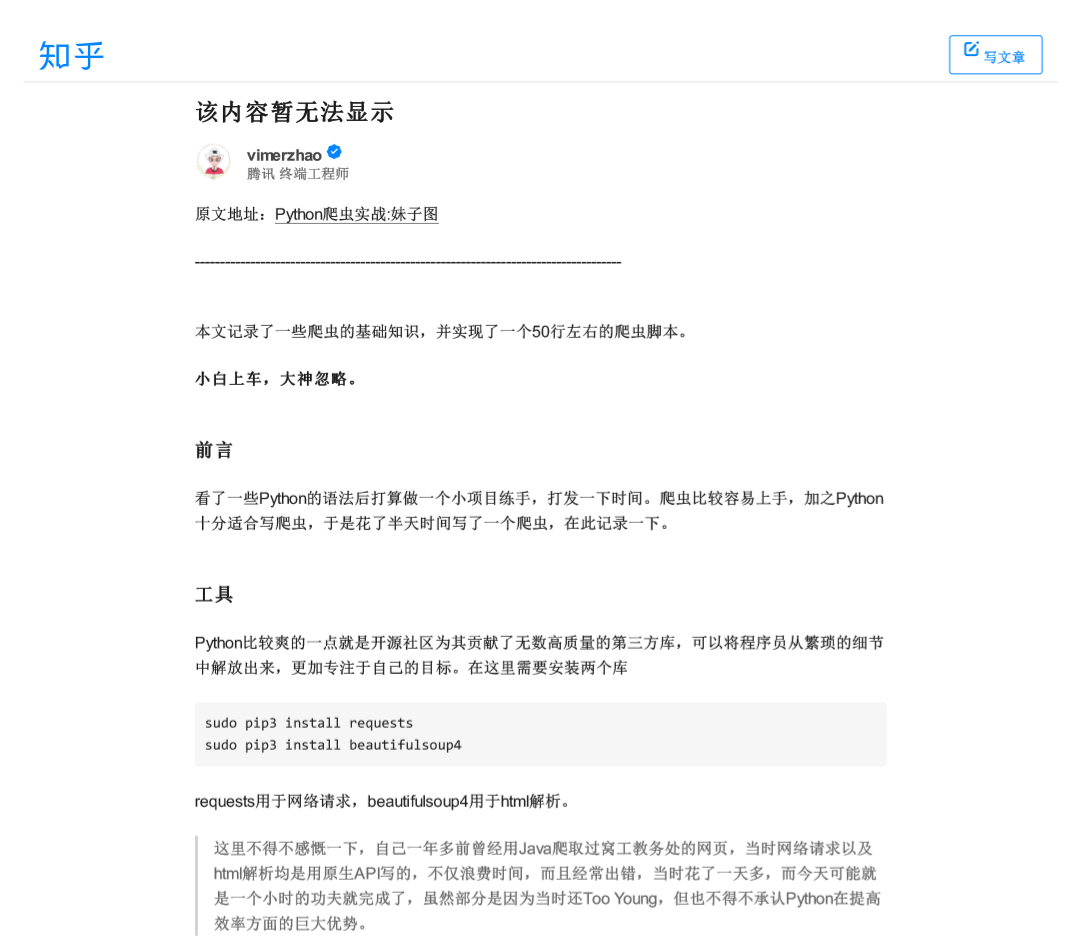 知乎
写文章
该内容暂无法显示
vimerzhao
腾讯 终端工程师
原文地址：Python爬虫实战:妹子图
-------------------------------------------------------------------------------------
本文记录了一些爬虫的基础知识，并实现了一个50行左右的爬虫脚本。
小白上车，大神忽略。
前言
看了一些Python的语法后打算做一个小项目练手，打发一下时间。爬虫比较容易上手，加之Python
十分适合写爬虫，于是花了半天时间写了一个爬虫，在此记录一下。
工具
Python比较爽的一点就是开源社区为其贡献了无数高质量的第三方库，可以将程序员从繁琐的细节
中解放出来，更加专注于自己的目标。在这里需要安装两个库
sudo pip3 install requests
sudo pip3 install beautifulsoup4
requests用于网络请求，beautifulsoup4用于html解析。
这里不得不感慨一下，自己一年多前曾经用Java爬取过窝工教务处的网页，当时网络请求以及
html解析均是用原生API写的，不仅浪费时间，而且经常出错，当时花了一天多，而今天可能就
是一个小时的功夫就完成了，虽然部分是因为当时还Too Young，但也不得不承认Python在提高
效率方面的巨大优势。